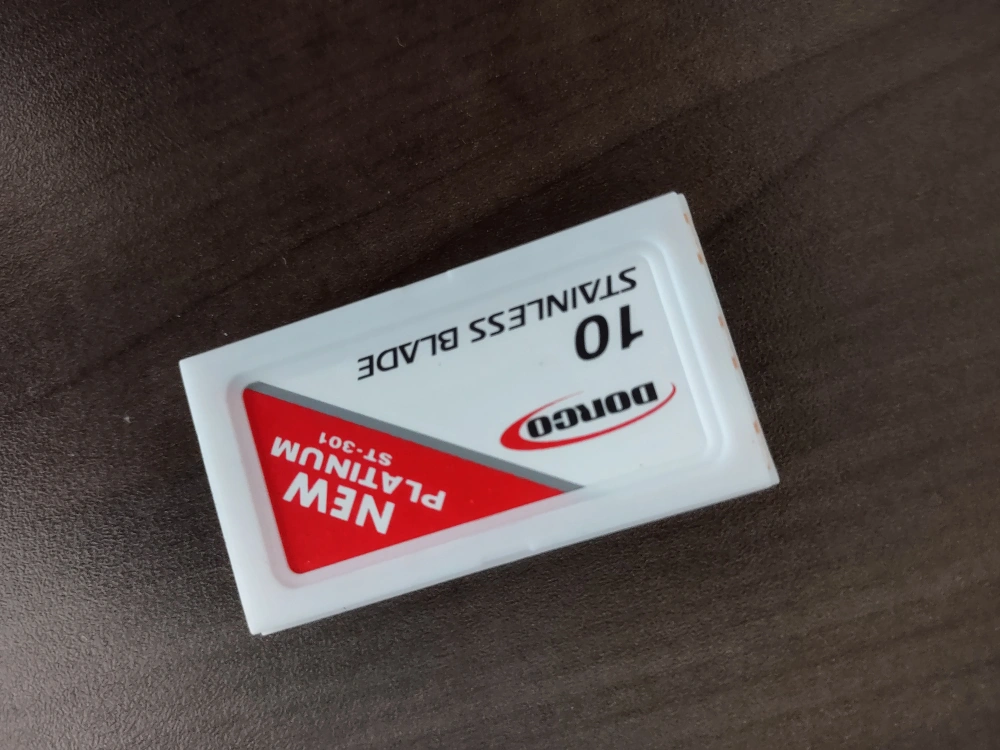 DORCO
NEW
PLATINUM
ST-301
10
STAINLESS BLADE